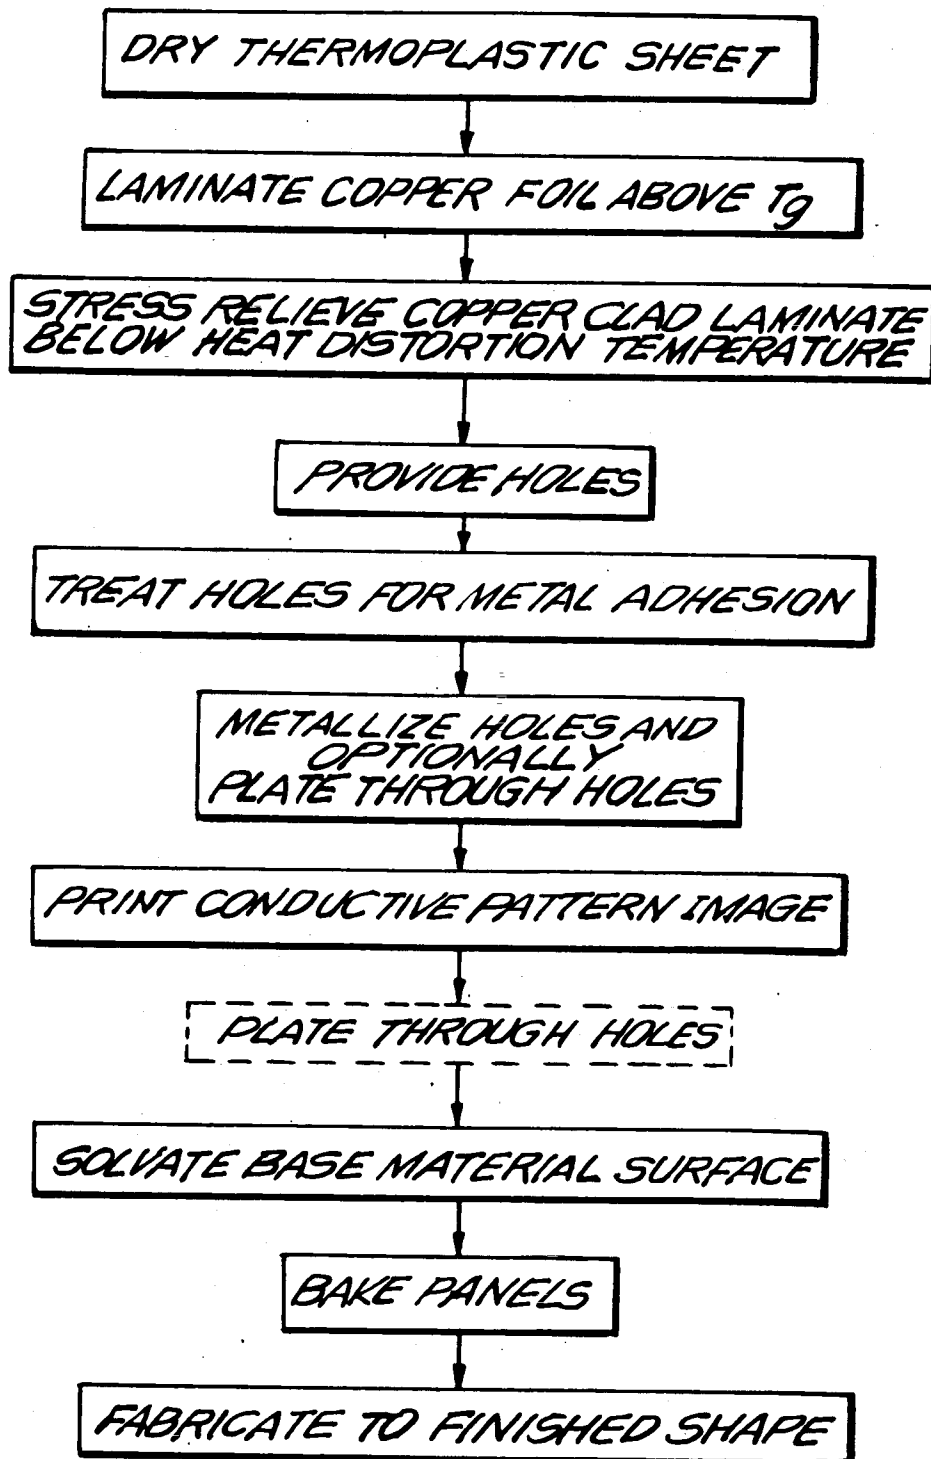 DRY THERMOPLASTIC SHEET
LAMINATE COPPER FOIL ABOVE Tg
STRESS RELIEVE COPPER CLAD LAMINATE
BELOW HEAT DISTORTION TEMPERATURE
PROVIDE HOLES
TREAT HOLES FOR METAL ADHESION
METALLIZE HOLES AND
OPTIONALLY
PLATE THROUGH HOLES
PRINT CONDUCTIVE PATTERN IMAGE
PLATE THROUGH HOLES
SOLVATE BASE MATERIAL SURFACE
BAKE PANELS
FABRICATE TO FINISHED SHAPE